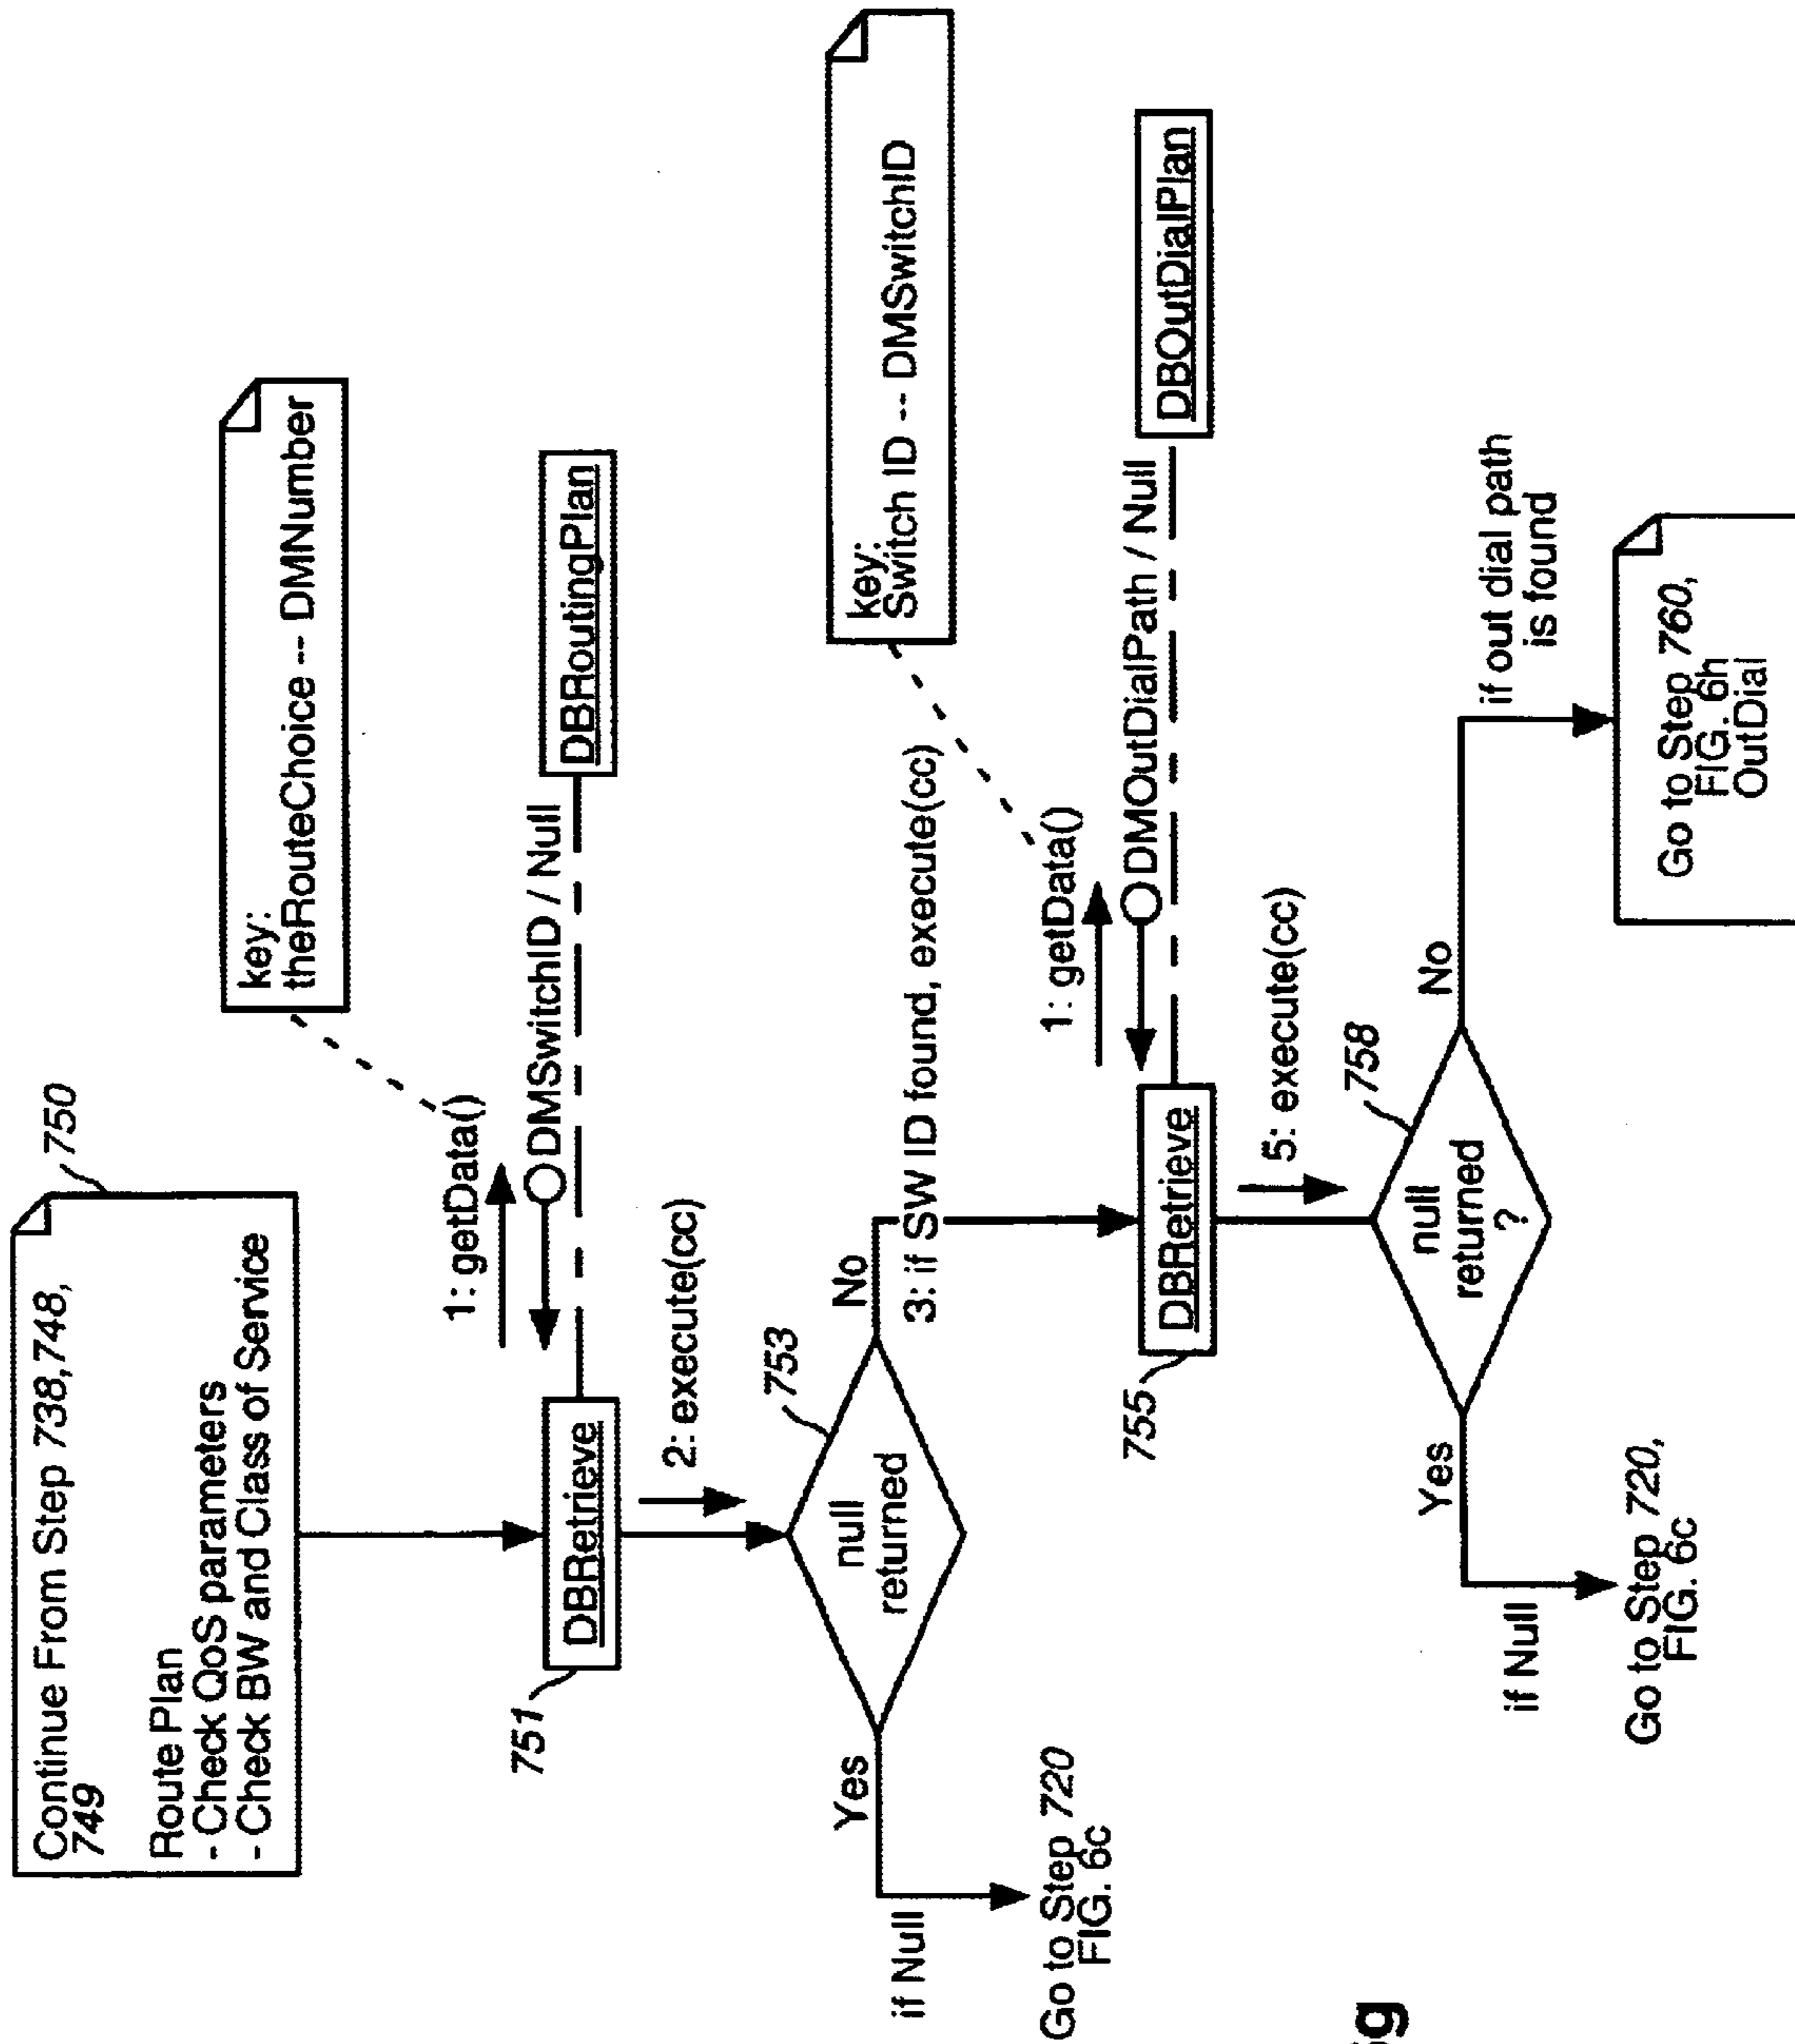 Continue From Step 738,748,
749
Route Plan
- Check QoS parameters
- Check BW and Class of Service
750
key:
theRouteChoice -- DMNumber
1: getData()
DMSwitchID / Null
DBRetrieve
DBRoutingPlan
751
2: execute(cc)
753
null
returned
Yes
No
if Null
Go to Step 720
FIG. 6c
3: if SW ID found, execute(cc)
key:
Switch ID -- DMSwitchID
1: getData()
DMOutDialPath / Null
755
DBRetrieve
DBOutDialPlan
5: execute(cc)
758
null
returned
?
Yes
No
if Null
Go to Step 720,
FIG. 6c
if out dial path
is found
Go to Step 760,
FIG. 6h
OutDial